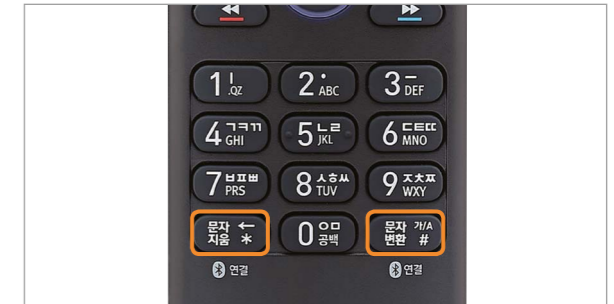 1 ㅣ .QZ
2 · ABC
3 ㅡ DEF
4 ㄱㅋㄲ GHI
5 ㄴㄹ JKL
6 ㄷㅌㄸ MNO
7 ㅂㅍㅃ PRS
8 ㅅㅎㅆ TUV
9 ㅈㅊㅉ WXY
문자 ←
지움 *
0 ㅇㅁ 공백
문자 가/A
변환 #
연결
연결